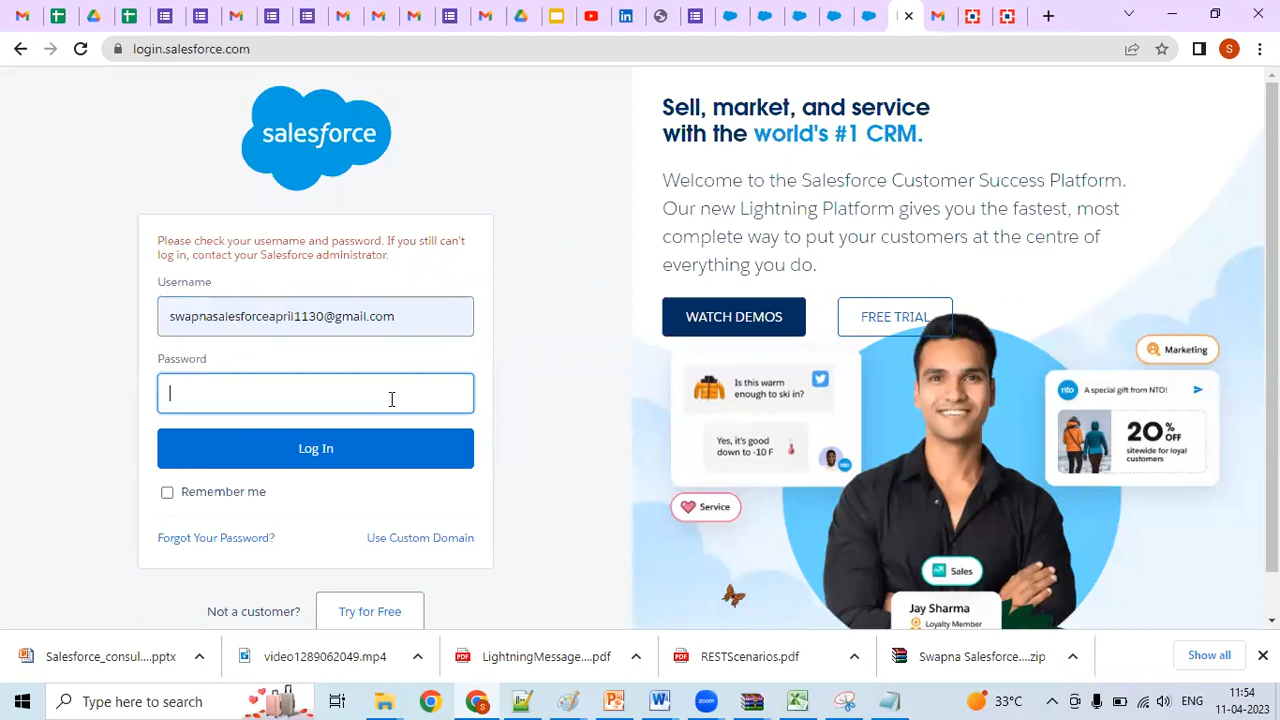 login.salesforce.com
S
salesforce
Please check your username and password. If you still can't
log in, contact your Salesforce administrator.
Username
swapnasalesforceapril1130@gmail.com
Password
Log In
Remember me
Forgot Your Password?
Use Custom Domain
Not a customer?
Try for Free
Sell, market, and service
with the world's #1 CRM.
Welcome to the Salesforce Customer Success Platform.
Our new Lightning Platform gives you the fastest, most
complete way to put your customers at the centre of
everything you do.
WATCH DEMOS
FREE TRIAL
Marketing
Is this warm
enough to ski in?
Yes, it's good
down to -10 F
nto
Service
nto
A special gift from NTO!
20% OFF
sitewide for loyal
customers
Sales
Jay Sharma
Loyalty Member
Salesforce_consul....pptx
video1289062049.mp4
LightningMessage....pdf
RESTScenarios.pdf
Swapna Salesforce....zip
Show all
Type here to search
33°C
ENG
11:54
11-04-2023